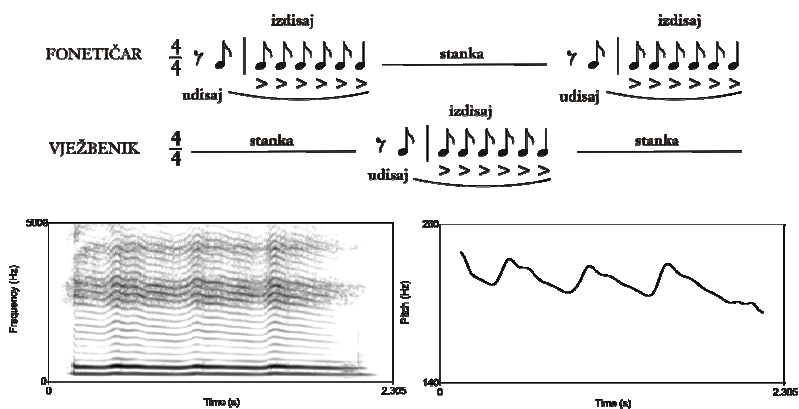 izdisaj izdisaj
FONETIČAR 4/4 stanka
udisaj udisaj
izdisaj
VJEŽBENIK 4/4 stanka stanka
udisaj
5000 260
Frequency (Hz) Pitch (Hz)
0 140
0 2.305 0 2.305
Time (s) Time (s)